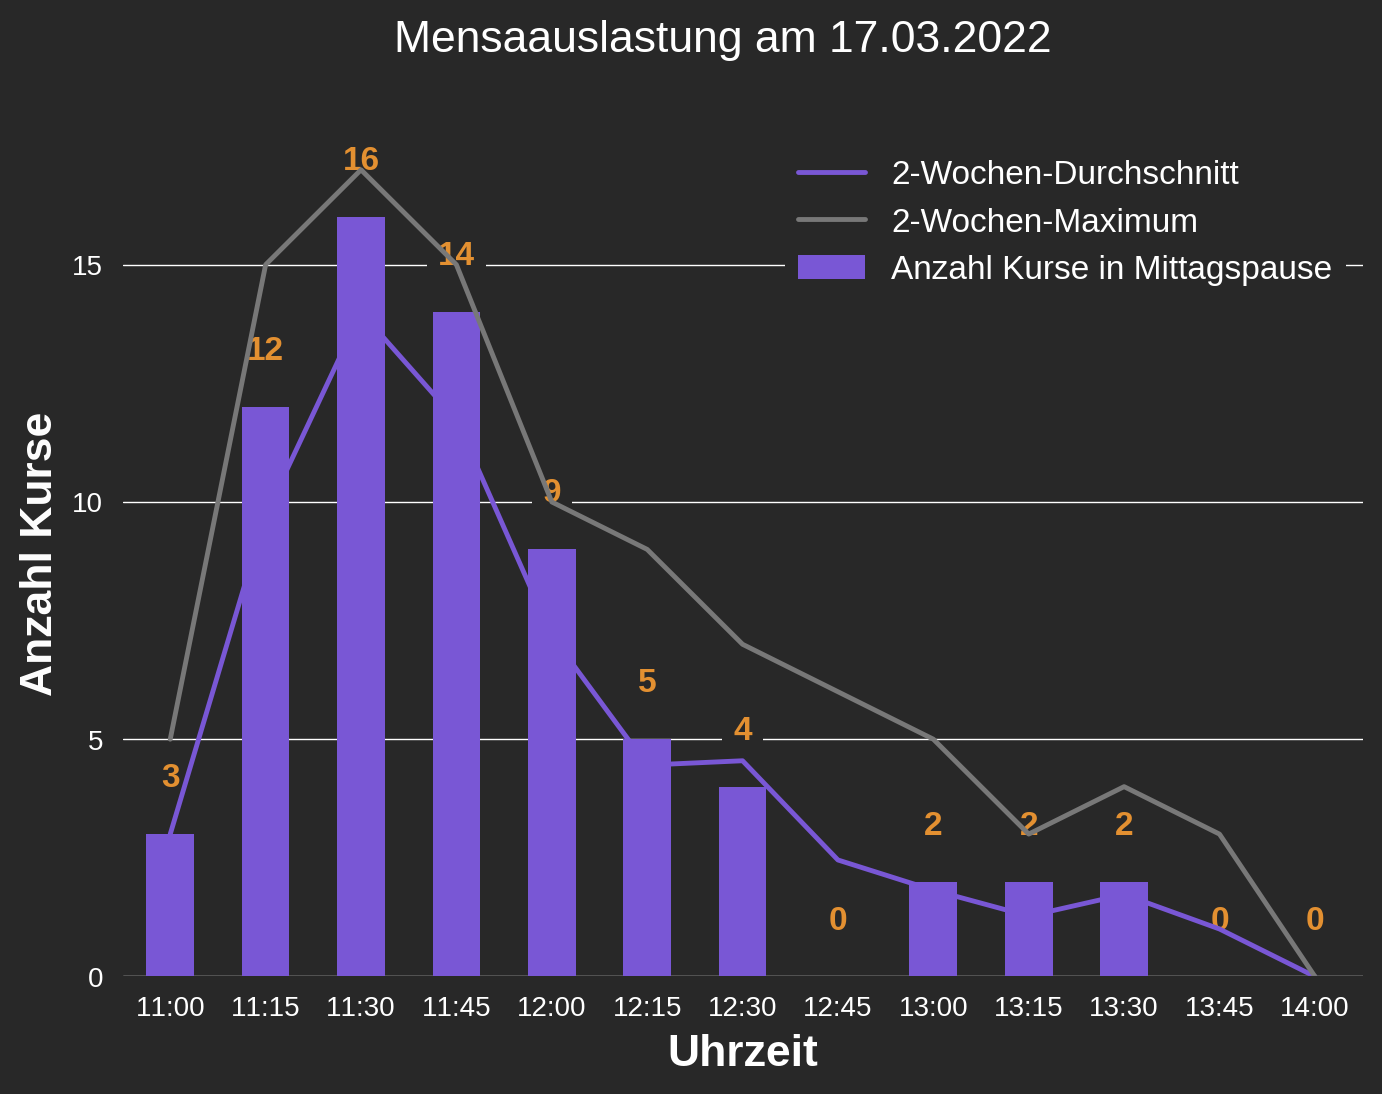 Mensaauslastung am 17.03.2022
2-Wochen-Durchschnitt
2-Wochen-Maximum
Anzahl Kurse in Mittagspause
Anzahl Kurse
15
10
5
0
3
12
16
14
9
5
4
0
2
2
2
0
0
11:00 11:15 11:30 11:45 12:00 12:15 12:30 12:45 13:00 13:15 13:30 13:45 14:00
Uhrzeit